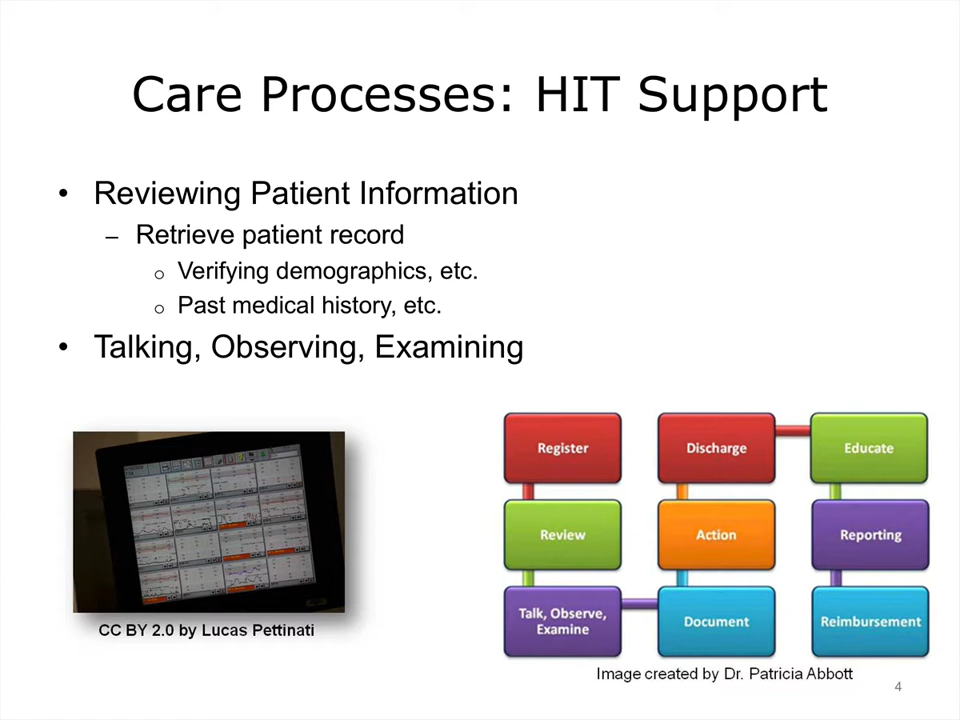 Care Processes: HIT Support
• Reviewing Patient Information
– Retrieve patient record
o Verifying demographics, etc.
o Past medical history, etc.
• Talking, Observing, Examining
Register
Discharge
Educate
Review
Action
Reporting
Talk, Observe,
Examine
Document
Reimbursement
CC BY 2.0 by Lucas Pettinati
Image created by Dr. Patricia Abbott
4